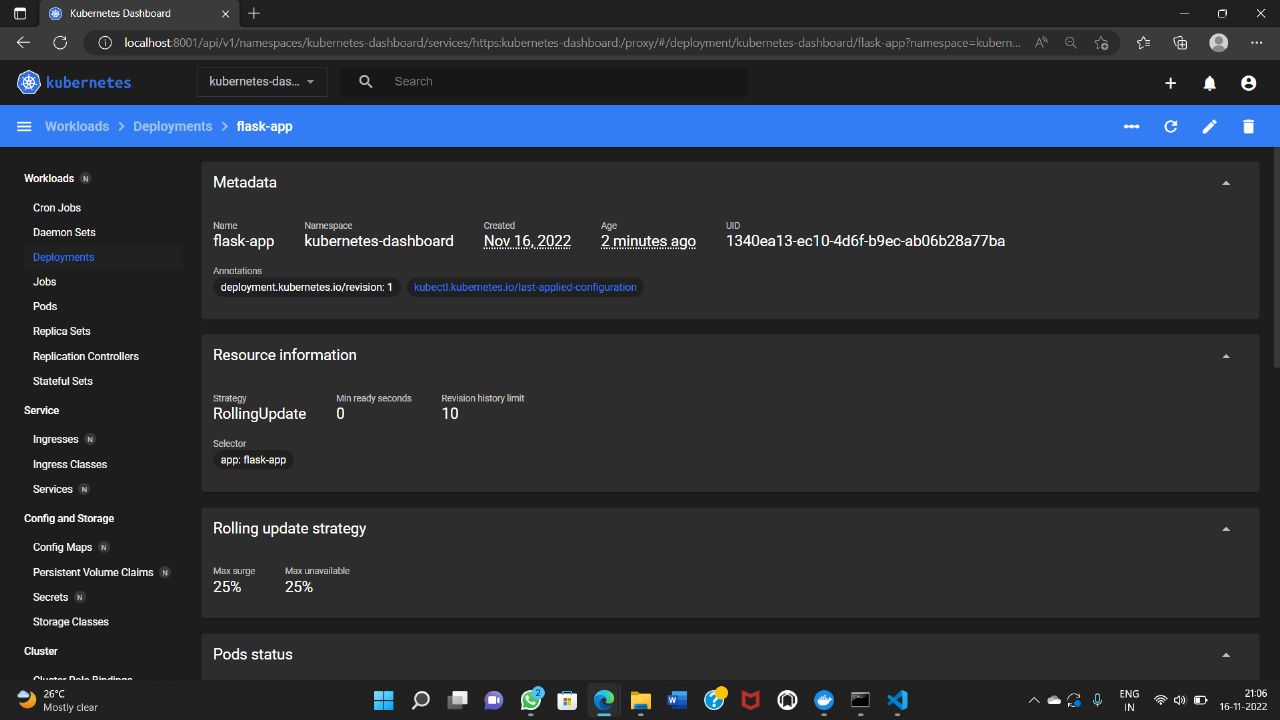 Kubernetes Dashboard
localhost:8001/api/v1/namespaces/kubernetes-dashboard/services/https:kubernetes-dashboard:/proxy/#/deployment/kubernetes-dashboard/flask-app?namespace=kubern...
kubernetes
kubernetes-das...
Search
Workloads > Deployments > flask-app
Workloads N
Cron Jobs
Daemon Sets
Deployments
Jobs
Pods
Replica Sets
Replication Controllers
Stateful Sets
Service
Ingresses N
Ingress Classes
Services N
Config and Storage
Config Maps N
Persistent Volume Claims N
Secrets N
Storage Classes
Cluster
Cluster Role Bindings
Metadata
Name Namespace Created Age UID
flask-app kubernetes-dashboard Nov 16, 2022 2 minutes ago 1340ea13-ec10-4d6f-b9ec-ab06b28a77ba
Annotations
deployment.kubernetes.io/revision: 1 kubectl.kubernetes.io/last-applied-configuration
Resource information
Strategy Min ready seconds Revision history limit
RollingUpdate 0 10
Selector
app: flask-app
Rolling update strategy
Max surge Max unavailable
25% 25%
Pods status
26°C
Mostly clear
2
ENG
IN
21:06
16-11-2022